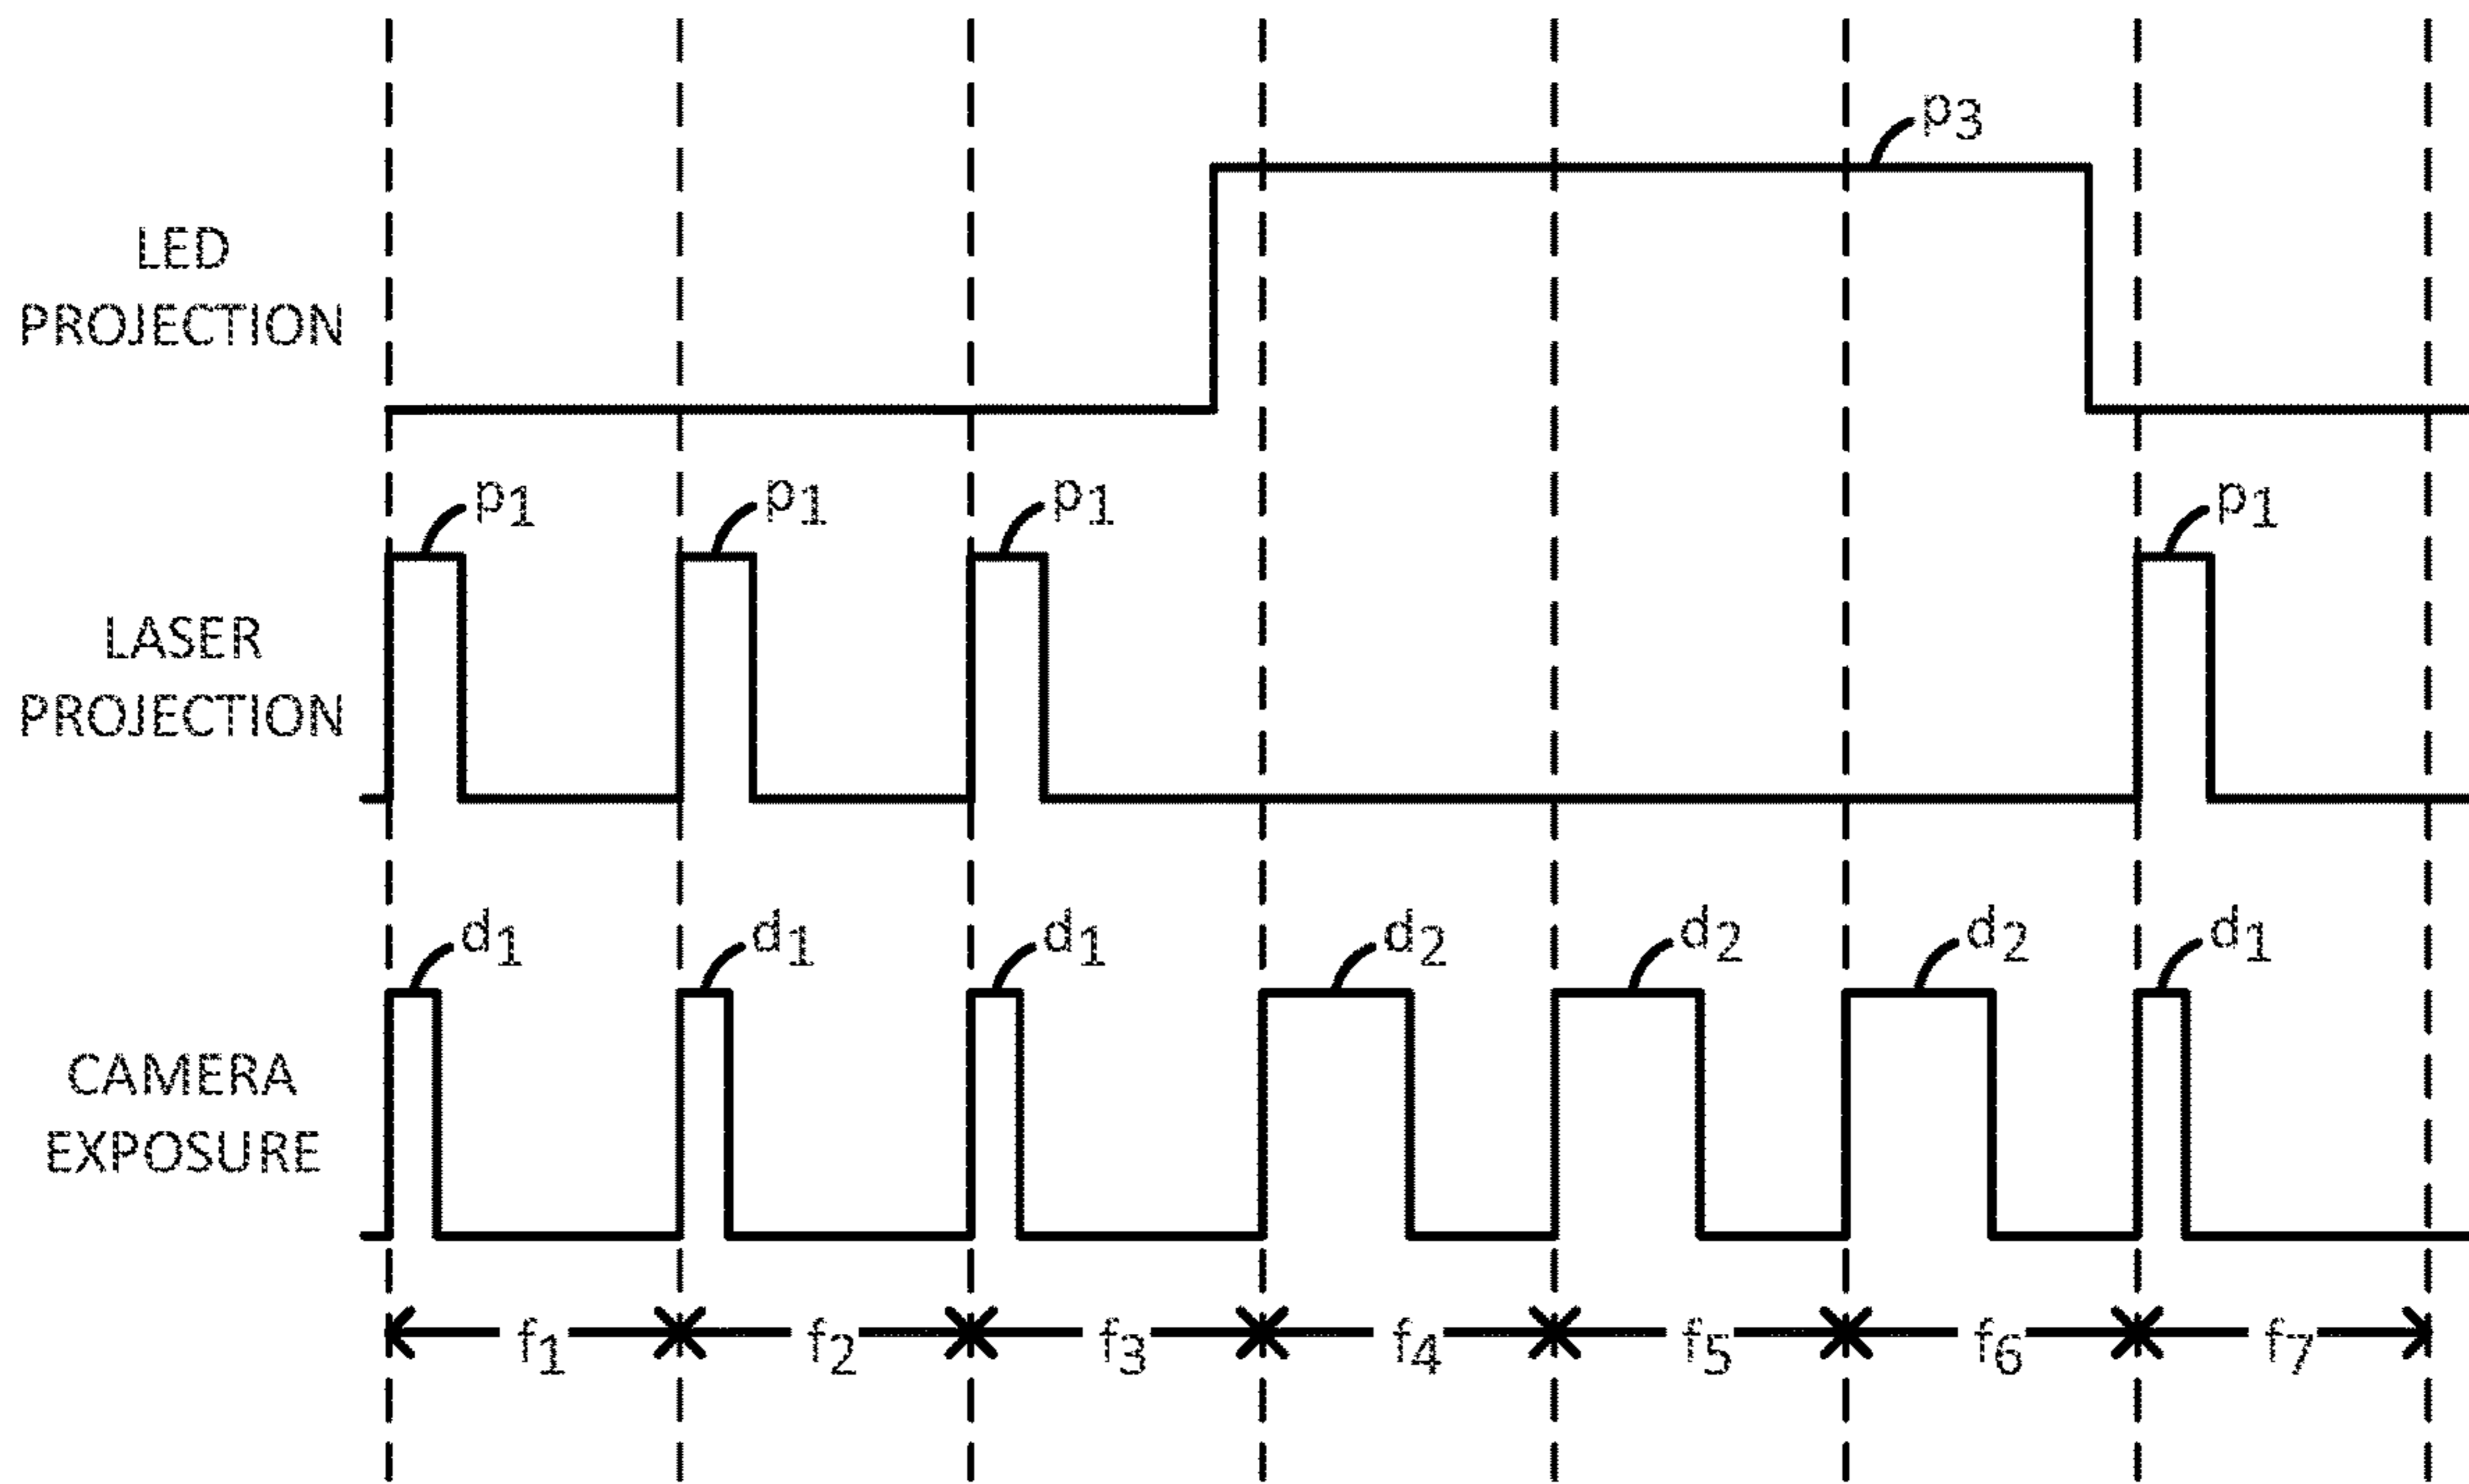 p3
LED
PROJECTION
p1 p1 p1 p1
LASER
PROJECTION
d1 d1 d1 d2 d2 d2 d1
CAMERA
EXPOSURE
f1 f2 f3 f4 f5 f6 f7